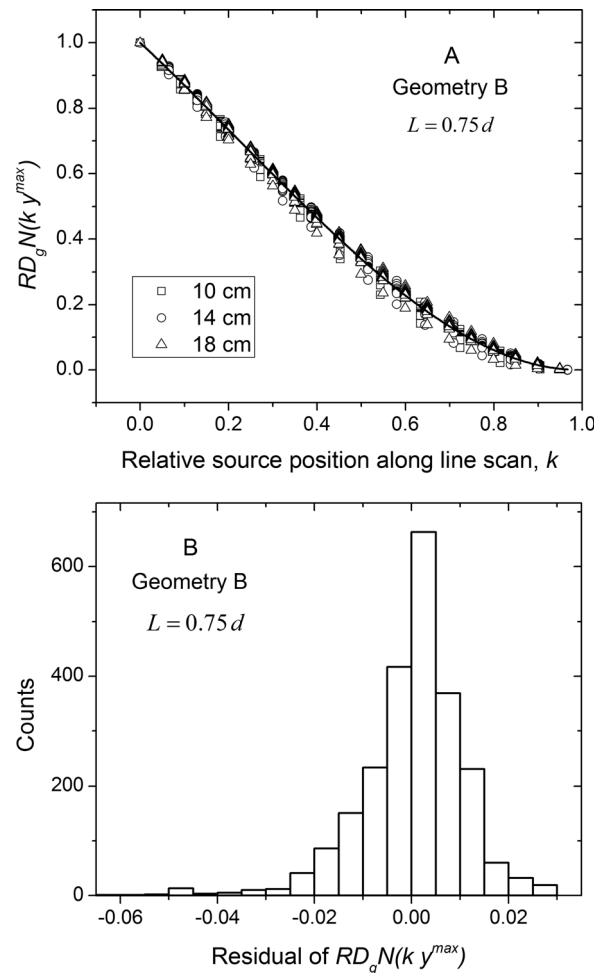 A
Geometry B
L = 0.75 d
1.0
0.8
0.6
0.4
0.2
0.0
RD_gN(k y^max)
10 cm
14 cm
18 cm
0.0 0.2 0.4 0.6 0.8 1.0
Relative source position along line scan, k
B
Geometry B
L = 0.75 d
600
400
200
0
Counts
-0.06 -0.04 -0.02 0.00 0.02
Residual of RD_gN(k y^max)